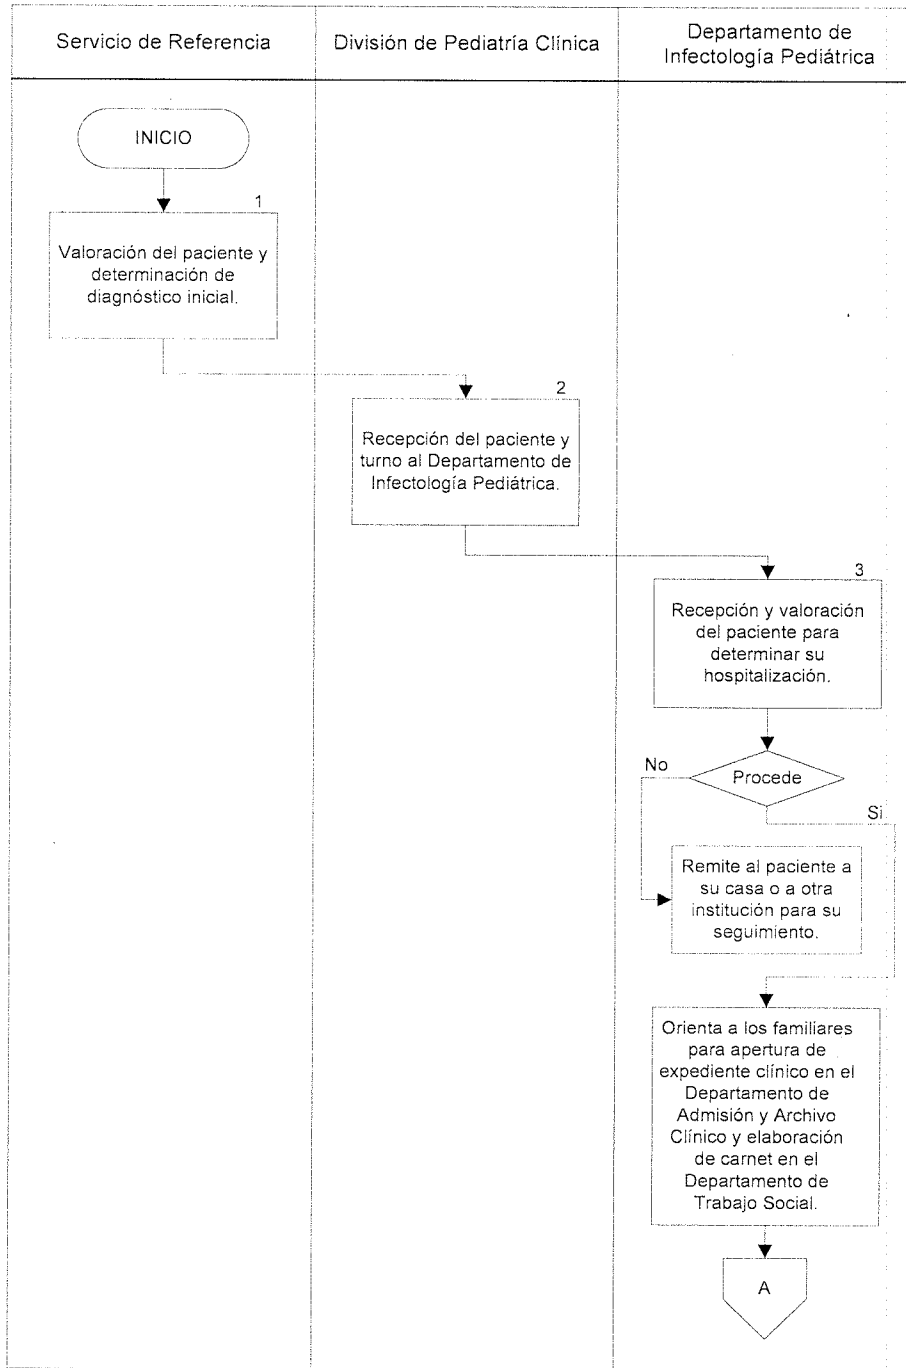 Servicio de Referencia
División de Pediatría Clínica
Departamento de
Infectología Pediátrica
INICIO
1
Valoración del paciente y
determinación de
diagnóstico inicial.
2
Recepción del paciente y
turno al Departamento de
Infectología Pediátrica.
3
Recepción y valoración
del paciente para
determinar su
hospitalización.
No
Procede
Si
Remite al paciente a
su casa o a otra
institución para su
seguimiento.
Orienta a los familiares
para apertura de
expediente clínico en el
Departamento de
Admisión y Archivo
Clínico y elaboración
de carnet en el
Departamento de
Trabajo Social.
A